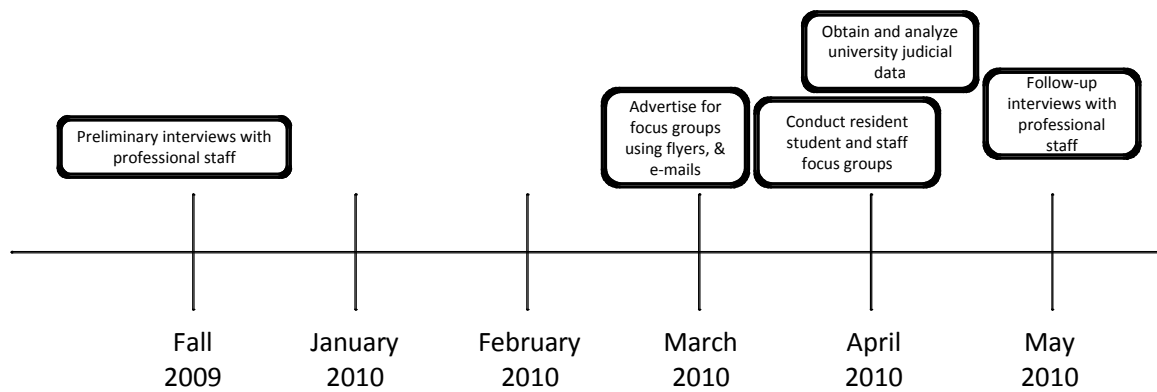 Preliminary interviews with
professional staff
Advertise for
focus groups
using flyers, &
e-mails
Obtain and analyze
university judicial
data
Conduct resident
student and staff
focus groups
Follow-up
interviews with
professional
staff
Fall
2009
January
2010
February
2010
March
2010
April
2010
May
2010